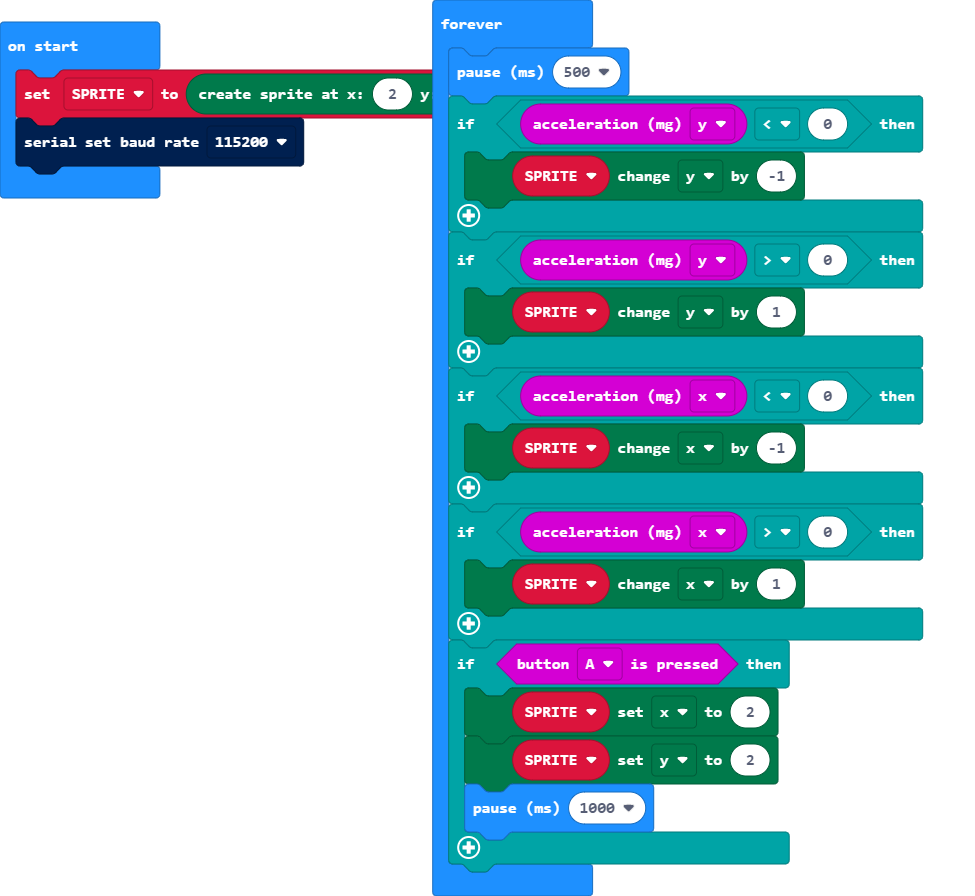 on start
set SPRITE to create sprite at x: 2 y
serial set baud rate 115200
forever
pause (ms) 500
if acceleration (mg) y < 0 then
SPRITE change y by -1
if acceleration (mg) y > 0 then
SPRITE change y by 1
if acceleration (mg) x < 0 then
SPRITE change x by -1
if acceleration (mg) x > 0 then
SPRITE change x by 1
if button A is pressed then
SPRITE set x to 2
SPRITE set y to 2
pause (ms) 1000